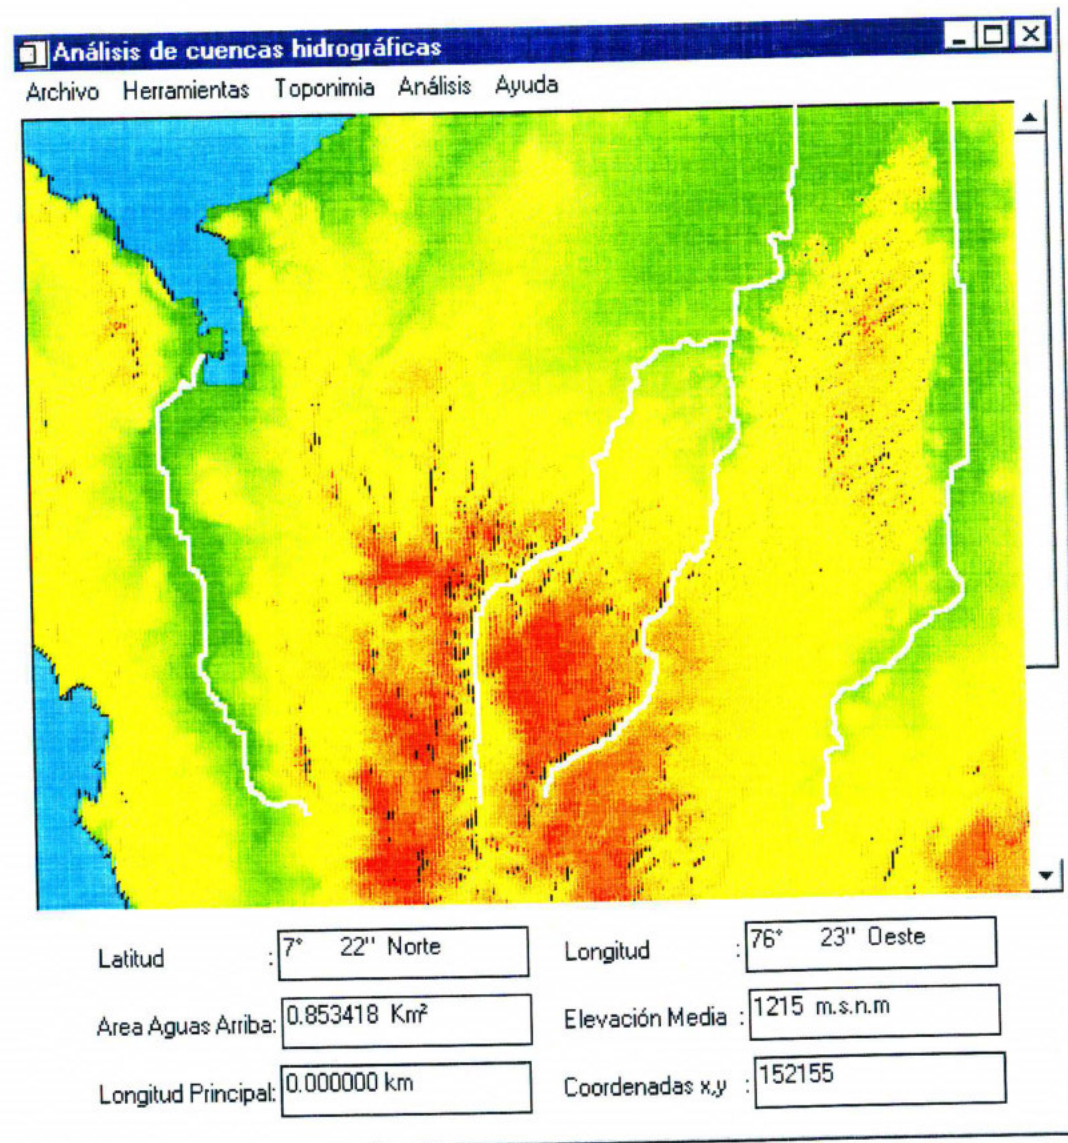 Análisis de cuencas hidrográficas
Archivo Herramientas Toponimia Análisis Ayuda
Latitud : 7° 22'' Norte
Longitud : 76° 23'' Oeste
Area Aguas Arriba: 0.853418 Km²
Elevación Media : 1215 m.s.n.m
Longitud Principal: 0.000000 km
Coordenadas x,y : 152155